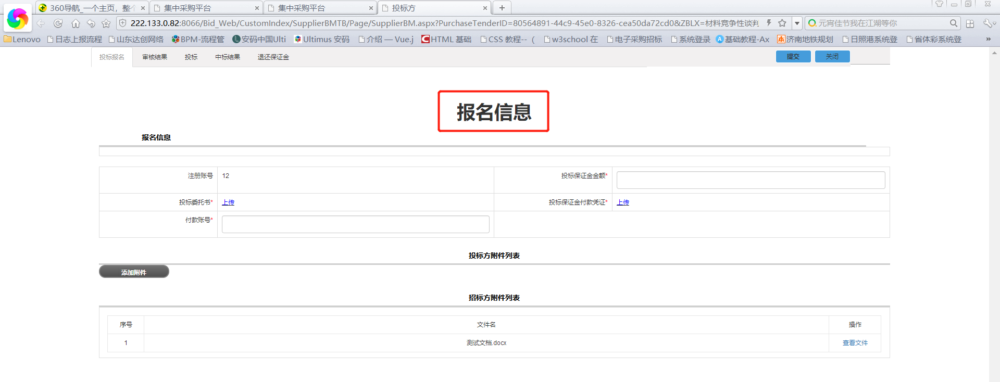 360导航_一个主页，整个
集中采购平台
集中采购平台
投标方
222.133.0.82:8066/Bid_Web/CustomIndex/SupplierBMTB/Page/SupplierBM.aspx?PurchaseTenderID=80564891-44c9-45e0-8326-cea50da72cd0&ZBLX=材料竞争性谈判
元宵佳节我在江湖等你
Lenovo 日志上报流程 山东达创网络 BPM-流程管 安码中国Ulti Ultimus 安码 介绍 — Vue.j HTML 基础 CSS 教程-- ( w3school 在 电子采购招标 系统登录 基础教程-Ax 济南地铁规划 日照港系统登 省体彩系统登 »
投标报名 审核结果 投标 中标结果 退还保证金 提交 关闭
报名信息
报名信息
注册账号 12 投标保证金金额*
投标委托书* 上传 投标保证金付款凭证* 上传
付款账号*
投标方附件列表
添加附件
招标方附件列表
序号 文件名 操作
1 测试文档.docx 查看文件